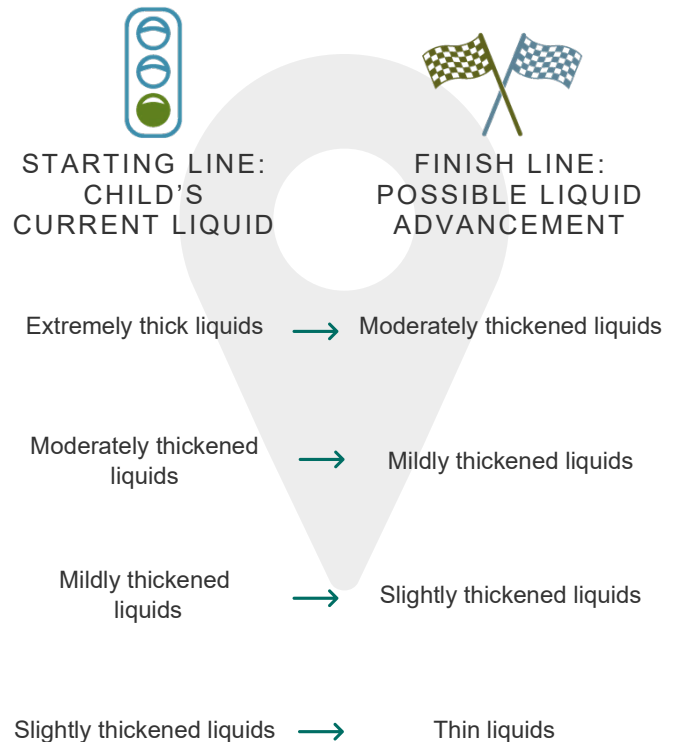 STARTING LINE:
CHILD'S
CURRENT LIQUID
FINISH LINE:
POSSIBLE LIQUID
ADVANCEMENT
Extremely thick liquids
Moderately thickened liquids
Moderately thickened
liquids
Mildly thickened liquids
Mildly thickened
liquids
Slightly thickened liquids
Slightly thickened liquids
Thin liquids